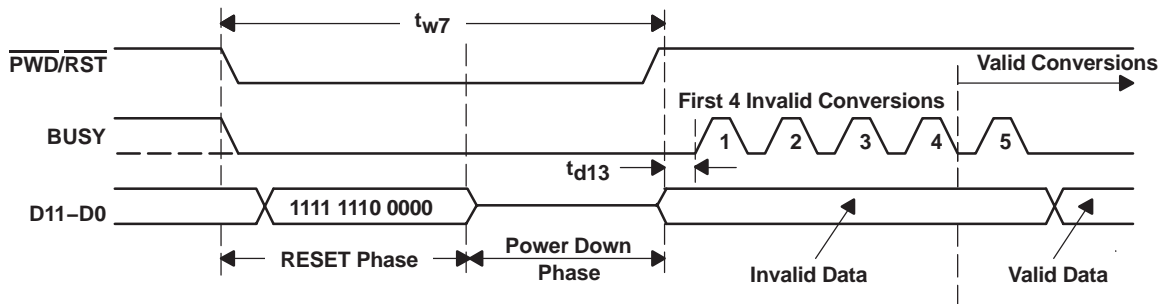 tw7
PWD/RST
Valid Conversions
First 4 Invalid Conversions
BUSY
1 2 3 4 5
td13
D11–D0
1111 1110 0000
RESET Phase
Power Down
Phase
Invalid Data
Valid Data